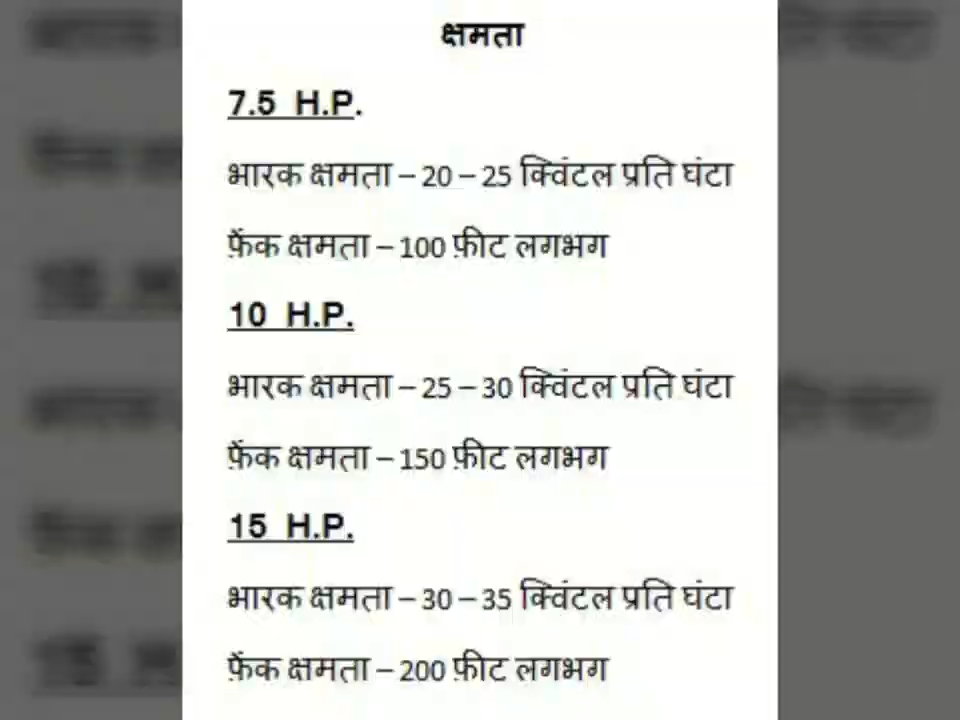 क्षमता
7.5 H.P.
भारक क्षमता – 20 – 25 क्विंटल प्रति घंटा
फ़ेंक क्षमता – 100 फ़ीट लगभग
10 H.P.
भारक क्षमता – 25 – 30 क्विंटल प्रति घंटा
फ़ेंक क्षमता – 150 फ़ीट लगभग
15 H.P.
भारक क्षमता – 30 – 35 क्विंटल प्रति घंटा
फ़ेंक क्षमता – 200 फ़ीट लगभग